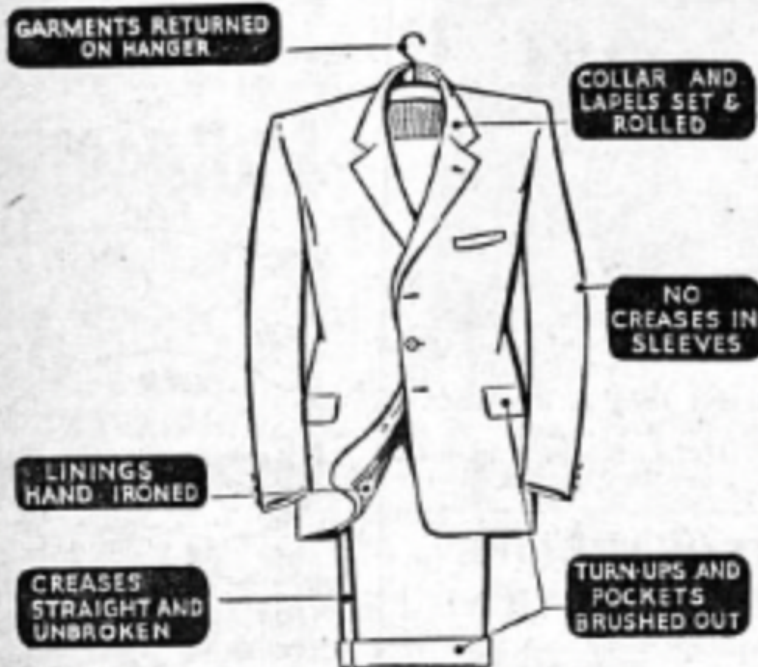 GARMENTS RETURNED
ON HANGER
COLLAR AND
LAPELS SET &
ROLLED
NO
CREASES IN
SLEEVES
LININGS
HAND IRONED
CREASES
STRAIGHT AND
UNBROKEN
TURN-UPS AND
POCKETS
BRUSHED OUT